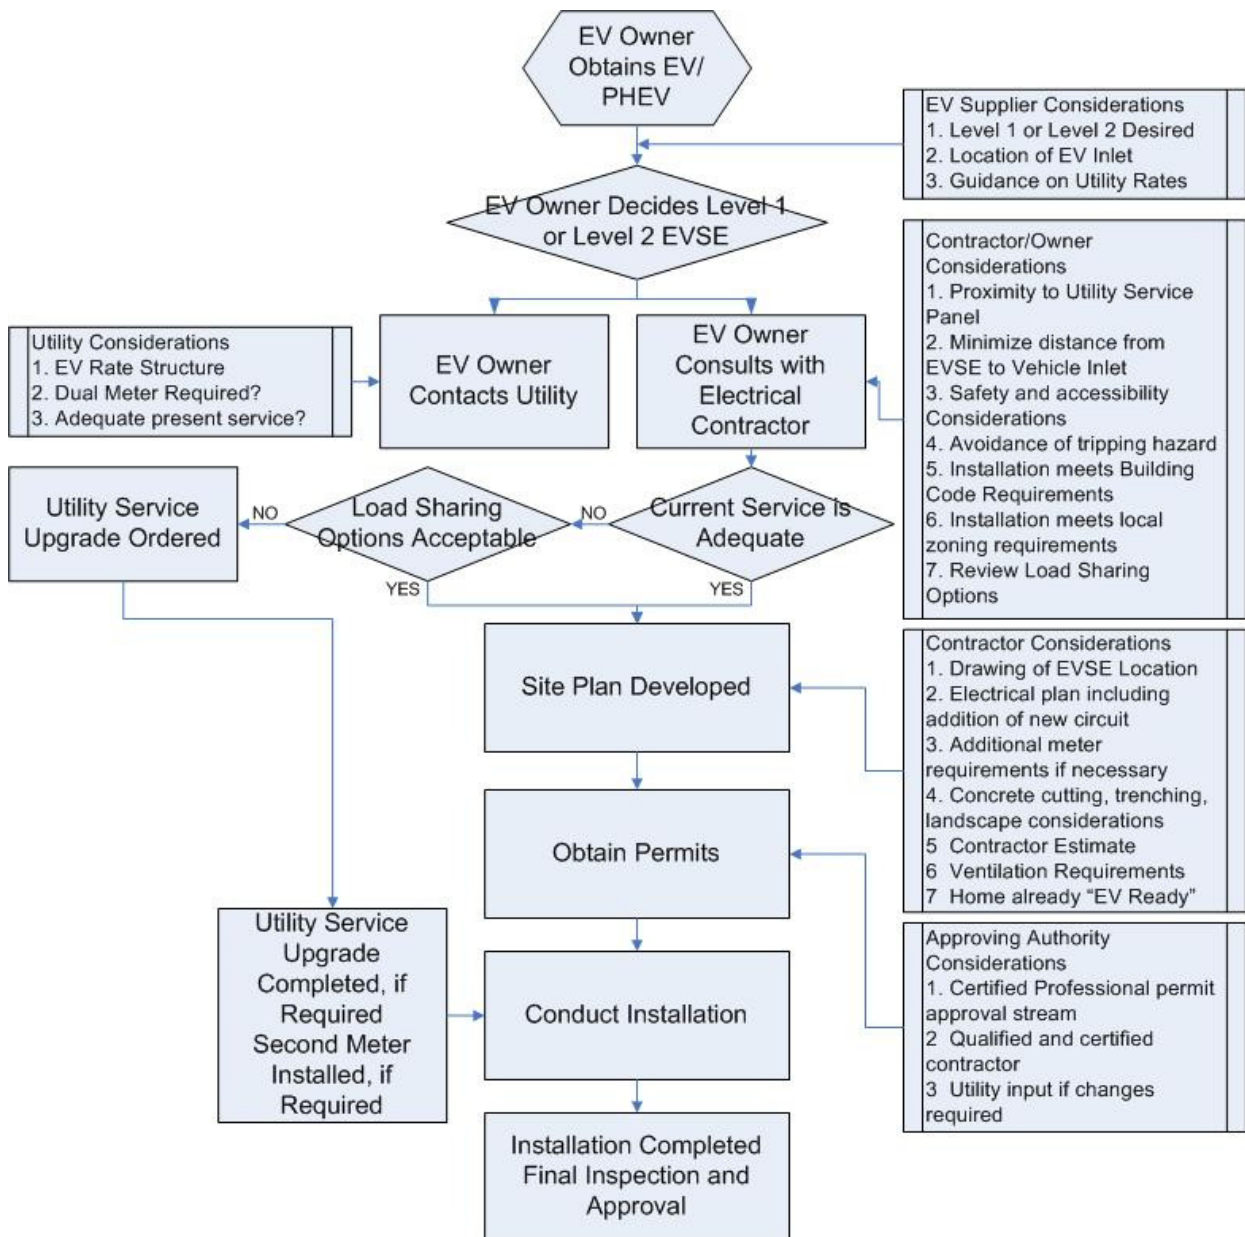 EV Owner
Obtains EV/
PHEV
EV Supplier Considerations
1. Level 1 or Level 2 Desired
2. Location of EV Inlet
3. Guidance on Utility Rates
EV Owner Decides Level 1
or Level 2 EVSE
Contractor/Owner
Considerations
1. Proximity to Utility Service
Panel
2. Minimize distance from
EVSE to Vehicle Inlet
3. Safety and accessibility
Considerations
4. Avoidance of tripping hazard
5. Installation meets Building
Code Requirements
6. Installation meets local
zoning requirements
7. Review Load Sharing
Options
Utility Considerations
1. EV Rate Structure
2. Dual Meter Required?
3. Adequate present service?
EV Owner
Contacts Utility
EV Owner
Consults with
Electrical
Contractor
Utility Service
Upgrade Ordered
NO
Load Sharing
Options Acceptable
NO
Current Service is
Adequate
YES
YES
Site Plan Developed
Contractor Considerations
1. Drawing of EVSE Location
2. Electrical plan including
addition of new circuit
3. Additional meter
requirements if necessary
4. Concrete cutting, trenching,
landscape considerations
5 Contractor Estimate
6 Ventilation Requirements
7 Home already “EV Ready”
Obtain Permits
Utility Service
Upgrade
Completed, if
Required
Second Meter
Installed, if
Required
Conduct Installation
Approving Authority
Considerations
1. Certified Professional permit
approval stream
2 Qualified and certified
contractor
3 Utility input if changes
required
Installation Completed
Final Inspection and
Approval